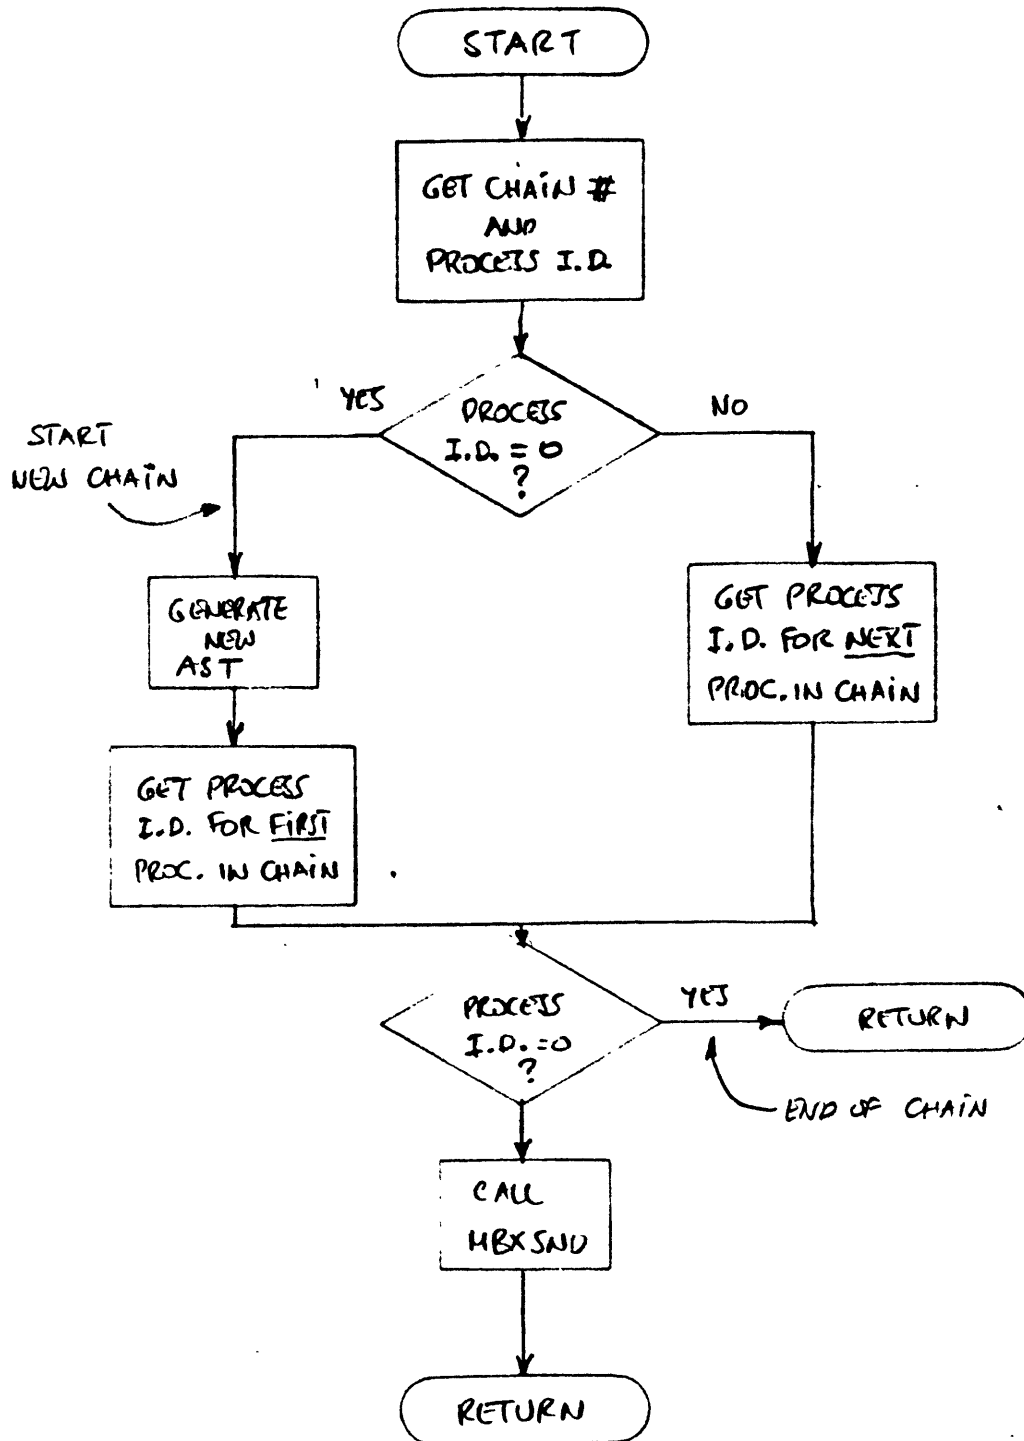 START
GET CHAIN #
AND
PROCESS I.D.
PROCESS
I.D. = 0
?
YES
NO
START
NEW CHAIN
GENERATE
NEW
AST
GET PROCESS
I.D. FOR NEXT
PROC. IN CHAIN
GET PROCESS
I.D. FOR FIRST
PROC. IN CHAIN
PROCESS
I.D. = 0
?
YES
RETURN
END OF CHAIN
CALL
MBXSND
RETURN